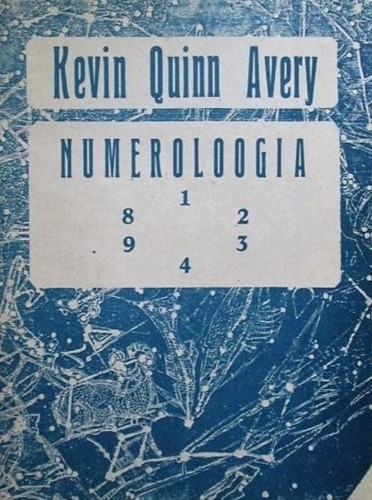 Kevin Quinn Avery
NUMEROLOOGIA
1
8 2
9 3
4